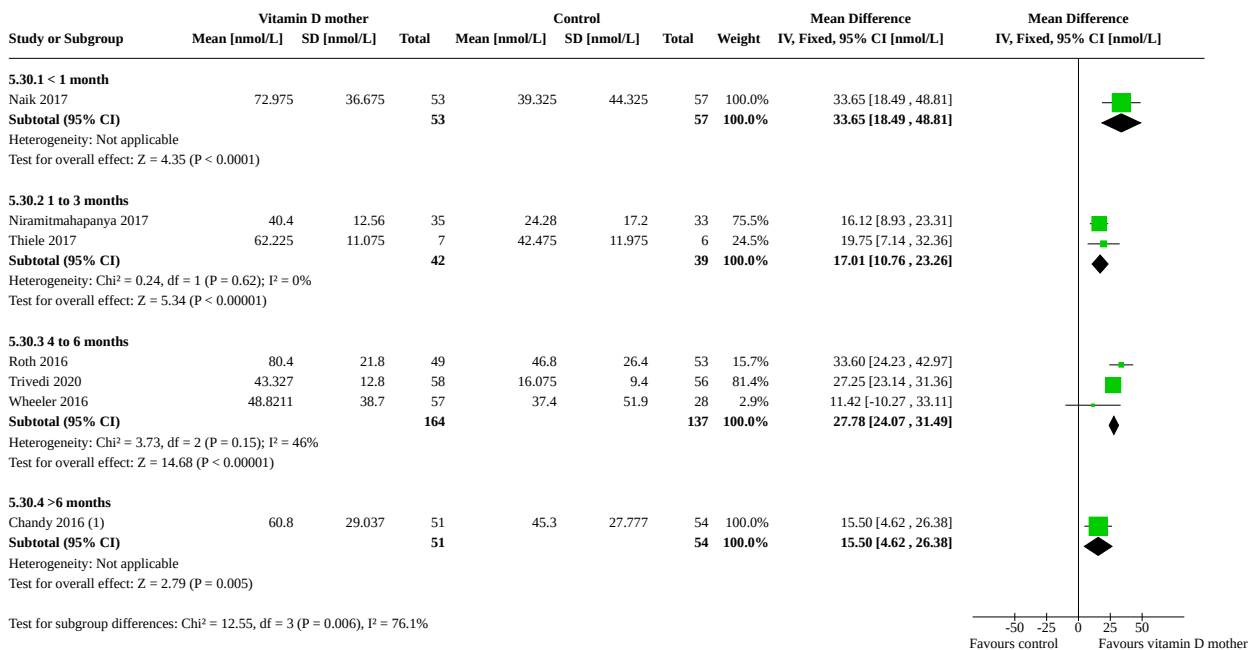 Vitamin D mother Control Mean Difference Mean Difference
Study or Subgroup Mean [nmol/L] SD [nmol/L] Total Mean [nmol/L] SD [nmol/L] Total Weight IV, Fixed, 95% CI [nmol/L] IV, Fixed, 95% CI [nmol/L]
5.30.1 < 1 month
Naik 2017 72.975 36.675 53 39.325 44.325 57 100.0% 33.65 [18.49 , 48.81]
Subtotal (95% CI) 53 57 100.0% 33.65 [18.49 , 48.81]
Heterogeneity: Not applicable
Test for overall effect: Z = 4.35 (P < 0.0001)
5.30.2 1 to 3 months
Niramitmahapanya 2017 40.4 12.56 35 24.28 17.2 33 75.5% 16.12 [8.93 , 23.31]
Thiele 2017 62.225 11.075 7 42.475 11.975 6 24.5% 19.75 [7.14 , 32.36]
Subtotal (95% CI) 42 39 100.0% 17.01 [10.76 , 23.26]
Heterogeneity: Chi² = 0.24, df = 1 (P = 0.62); I² = 0%
Test for overall effect: Z = 5.34 (P < 0.00001)
5.30.3 4 to 6 months
Roth 2016 80.4 21.8 49 46.8 26.4 53 15.7% 33.60 [24.23 , 42.97]
Trivedi 2020 43.327 12.8 58 16.075 9.4 56 81.4% 27.25 [23.14 , 31.36]
Wheeler 2016 48.8211 38.7 57 37.4 51.9 28 2.9% 11.42 [-10.27 , 33.11]
Subtotal (95% CI) 164 137 100.0% 27.78 [24.07 , 31.49]
Heterogeneity: Chi² = 3.73, df = 2 (P = 0.15); I² = 46%
Test for overall effect: Z = 14.68 (P < 0.00001)
5.30.4 >6 months
Chandy 2016 (1) 60.8 29.037 51 45.3 27.777 54 100.0% 15.50 [4.62 , 26.38]
Subtotal (95% CI) 51 54 100.0% 15.50 [4.62 , 26.38]
Heterogeneity: Not applicable
Test for overall effect: Z = 2.79 (P = 0.005)
Test for subgroup differences: Chi² = 12.55, df = 3 (P = 0.006), I² = 76.1%
-50 -25 0 25 50
Favours control Favours vitamin D mother